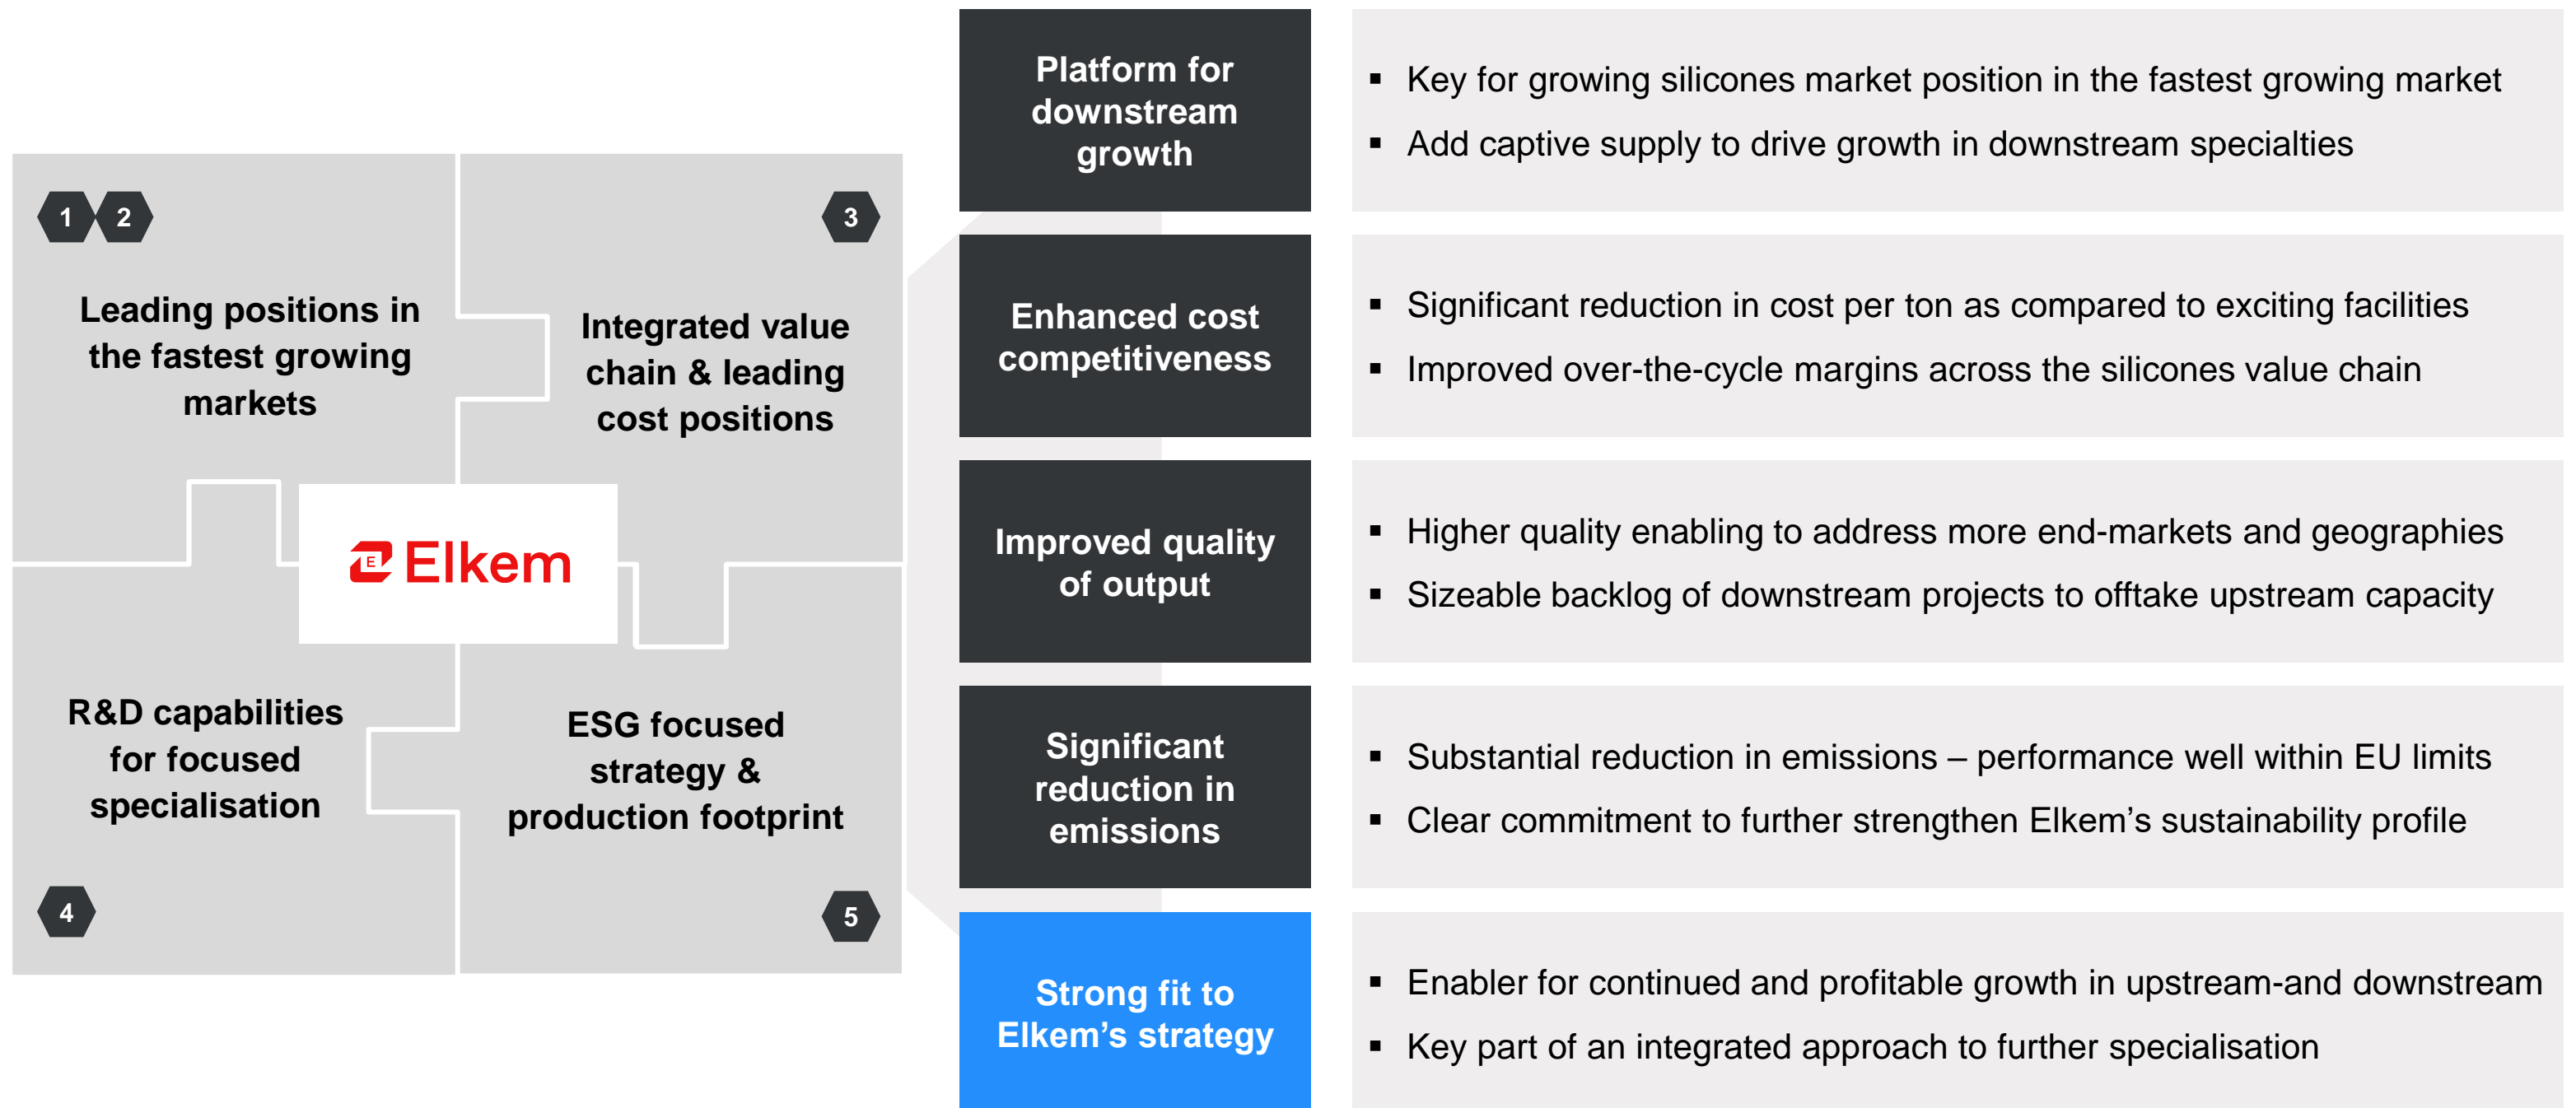 1 2
Leading positions in
the fastest growing
markets
3
Integrated value
chain & leading
cost positions
E Elkem
R&D capabilities
for focused
specialisation
4
ESG focused
strategy &
production footprint
5
Platform for
downstream
growth
▪ Key for growing silicones market position in the fastest growing market
▪ Add captive supply to drive growth in downstream specialties
Enhanced cost
competitiveness
▪ Significant reduction in cost per ton as compared to exciting facilities
▪ Improved over-the-cycle margins across the silicones value chain
Improved quality
of output
▪ Higher quality enabling to address more end-markets and geographies
▪ Sizeable backlog of downstream projects to offtake upstream capacity
Significant
reduction in
emissions
▪ Substantial reduction in emissions – performance well within EU limits
▪ Clear commitment to further strengthen Elkem’s sustainability profile
Strong fit to
Elkem’s strategy
▪ Enabler for continued and profitable growth in upstream-and downstream
▪ Key part of an integrated approach to further specialisation